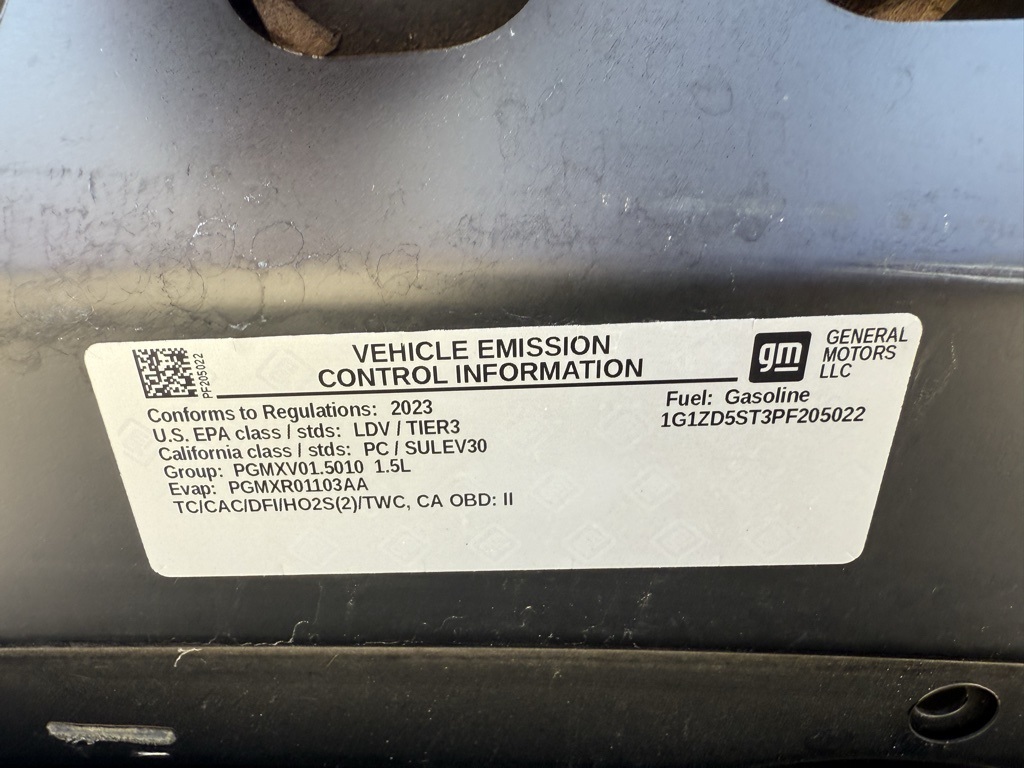 PF205022
VEHICLE EMISSION
CONTROL INFORMATION
gm
GENERAL
MOTORS
LLC
Conforms to Regulations: 2023
U.S. EPA class / stds: LDV / TIER3
California class / stds: PC / SULEV30
Group: PGMXV01.5010 1.5L
Evap: PGMXR01103AA
TC/CAC/DFI/HO2S(2)/TWC, CA OBD: II
Fuel: Gasoline
1G1ZD5ST3PF205022